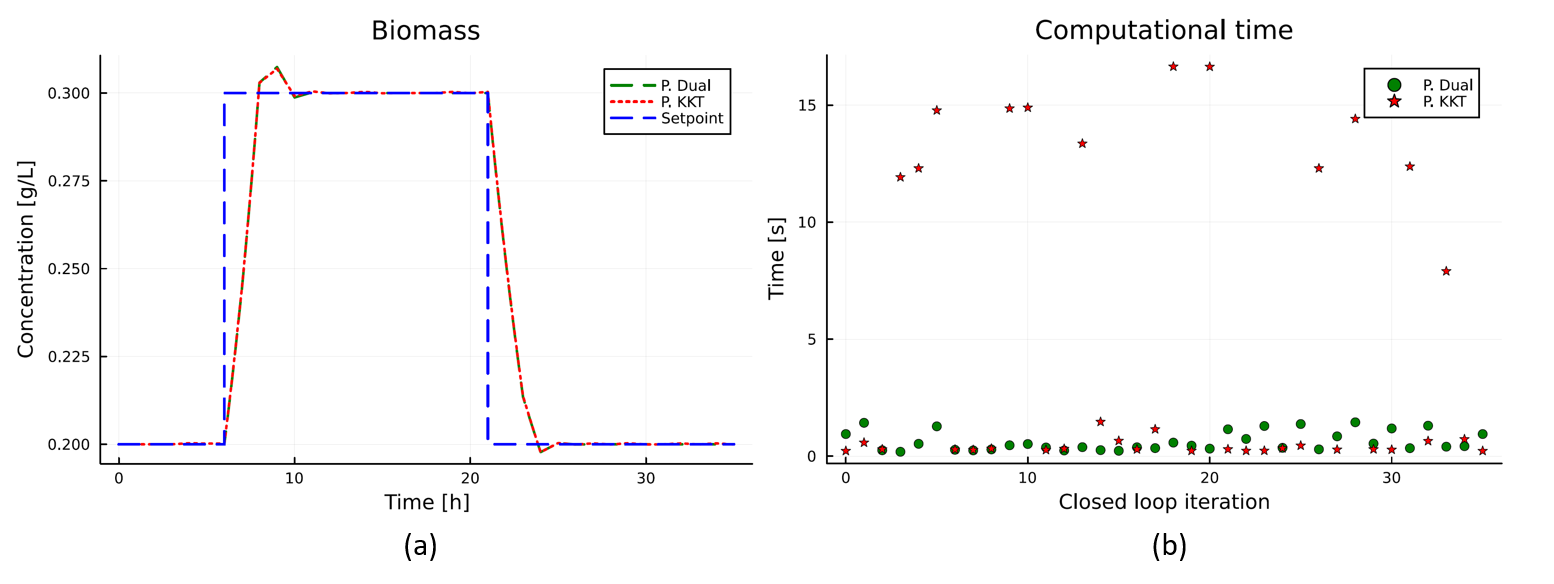 Biomass
Concentration [g/L]
0.300
0.275
0.250
0.225
0.200
P. Dual
P. KKT
Setpoint
0
10
20
30
Time [h]
(a)
Computational time
Time [s]
15
10
5
0
P. Dual
P. KKT
0
10
20
30
Closed loop iteration
(b)